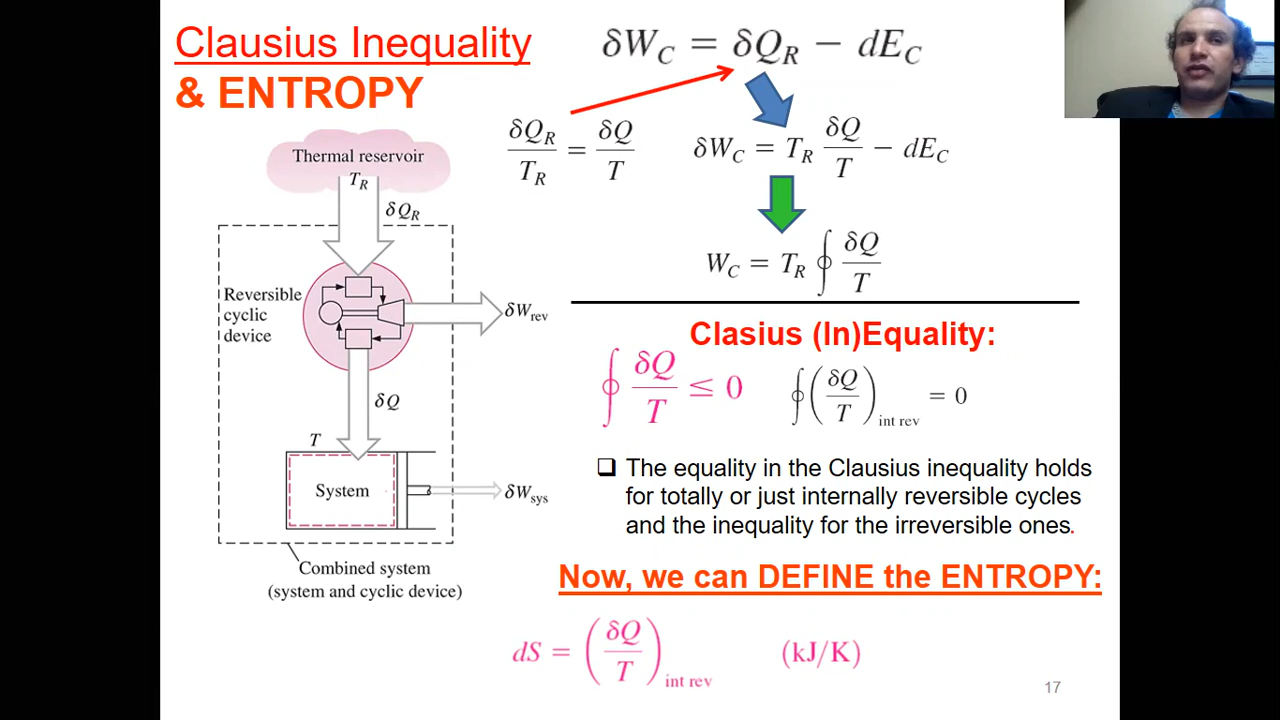 Clausius Inequality
& ENTROPY
δW_C = δQ_R − dE_C
δQ_R / T_R = δQ / T
δW_C = T_R δQ / T − dE_C
W_C = T_R ∮ δQ / T
Thermal reservoir
T_R
δQ_R
Reversible
cyclic
device
δW_rev
δQ
T
System
δW_sys
Combined system
(system and cyclic device)
Clasius (In)Equality:
∮ δQ / T ≤ 0
∮ (δQ / T)_int rev = 0
❑ The equality in the Clausius inequality holds
for totally or just internally reversible cycles
and the inequality for the irreversible ones.
Now, we can DEFINE the ENTROPY:
dS = (δQ / T)_int rev (kJ/K)
17